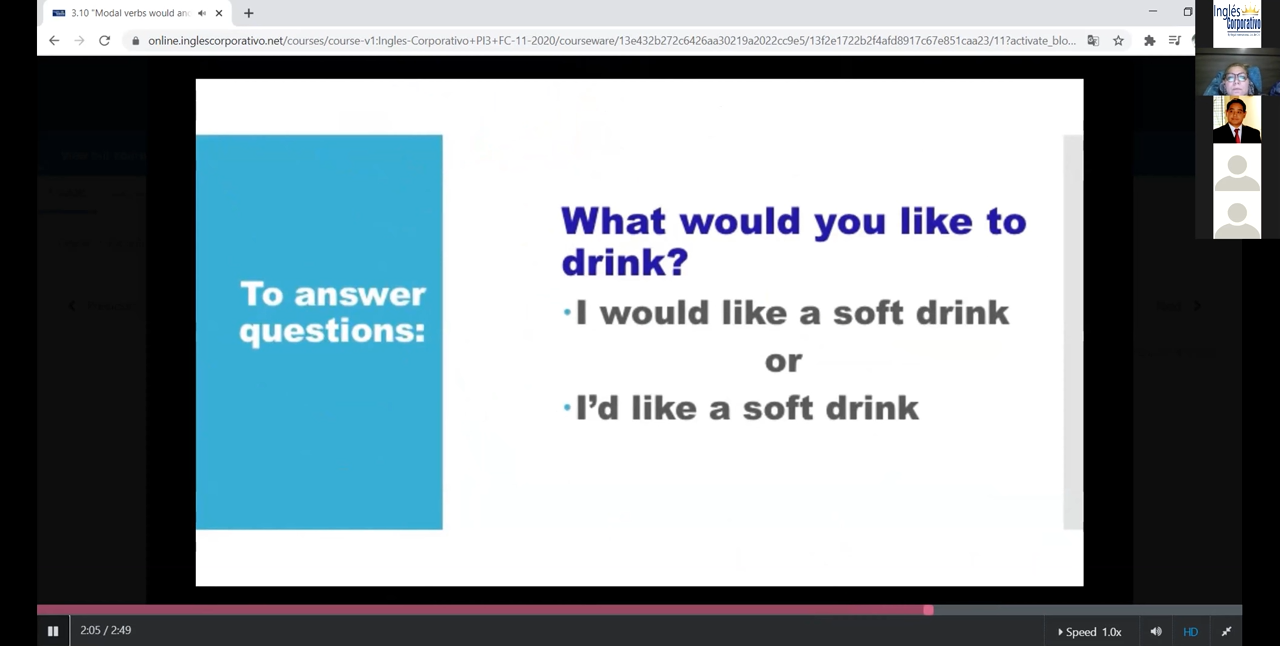 3.10 "Modal verbs would and
online.inglescorporativo.net/courses/course-v1:Ingles-Corporativo+PI3+FC-11-2020/courseware/13e432b272c6426aa30219a2022cc9e5/13f2e1722b2f4afd8917c67e851caa23/11?activate_blo...
Inglés
Corporativo
To answer
questions:
What would you like to
drink?
·I would like a soft drink
or
·I’d like a soft drink
2:05 / 2:49
Speed 1.0x
HD